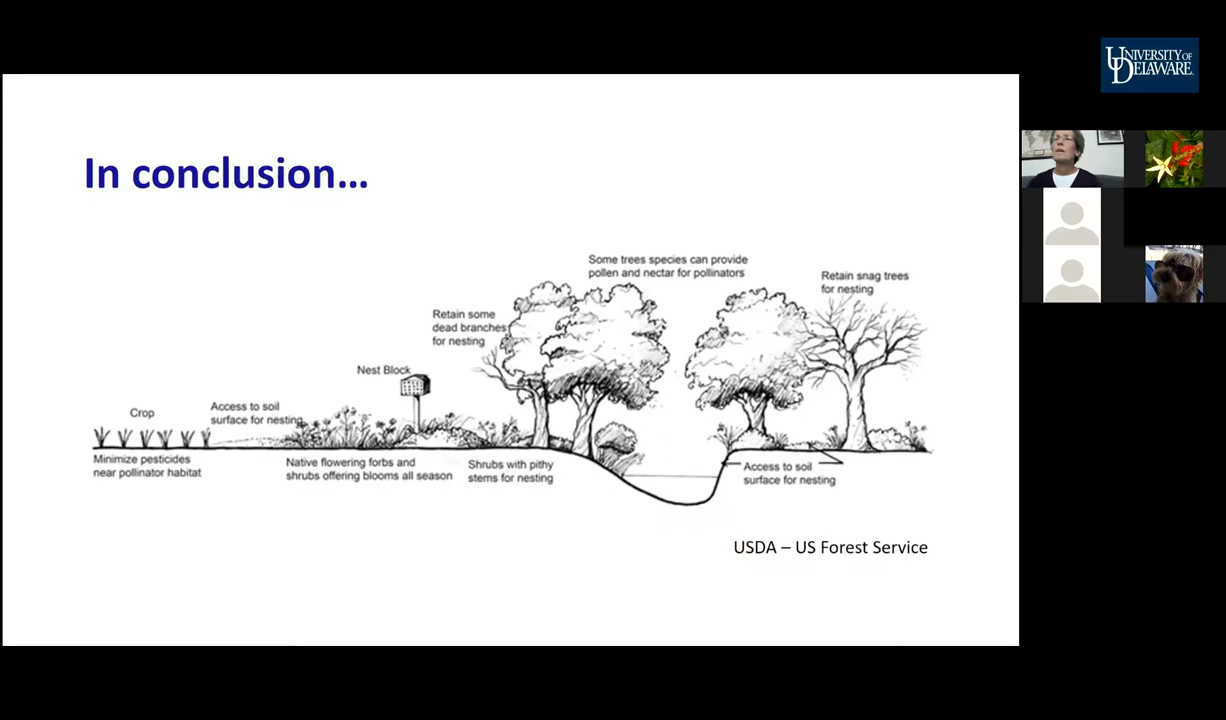 UNIVERSITY OF
DELAWARE
In conclusion...
Some trees species can provide
pollen and nectar for pollinators
Retain snag trees
for nesting
Retain some
dead branches
for nesting
Nest Block
Crop
Access to soil
surface for nesting
Minimize pesticides
near pollinator habitat
Native flowering forbs and
shrubs offering blooms all season
Shrubs with pithy
stems for nesting
Access to soil
surface for nesting
USDA – US Forest Service